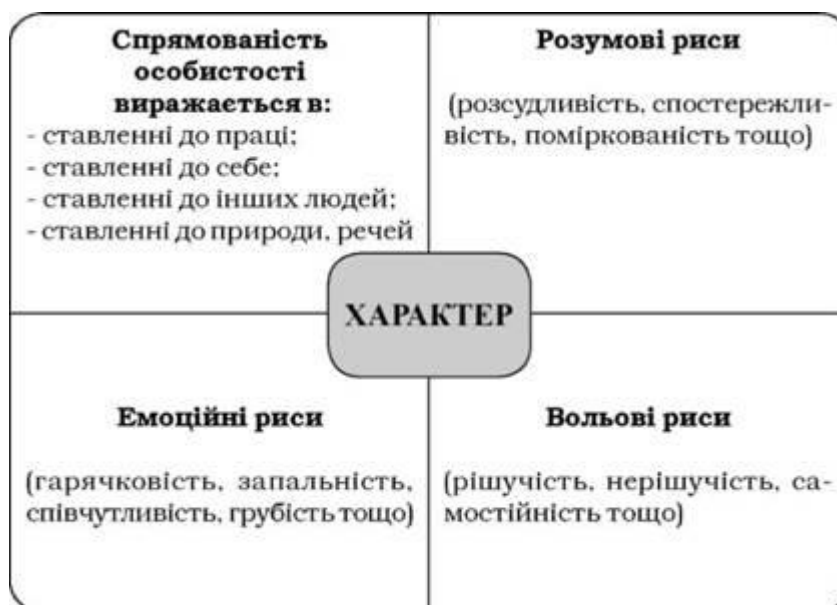 Спрямованість
особистості
виражається в:
- ставленні до праці;
- ставленні до себе;
- ставленні до інших людей;
- ставленні до природи, речей
Розумові риси
(розсудливість, спостережли-
вість, поміркованість тощо)
ХАРАКТЕР
Емоційні риси
(гарячковість, запальність,
співчутливість, грубість тощо)
Вольові риси
(рішучість, нерішучість, са-
мостійність тощо)